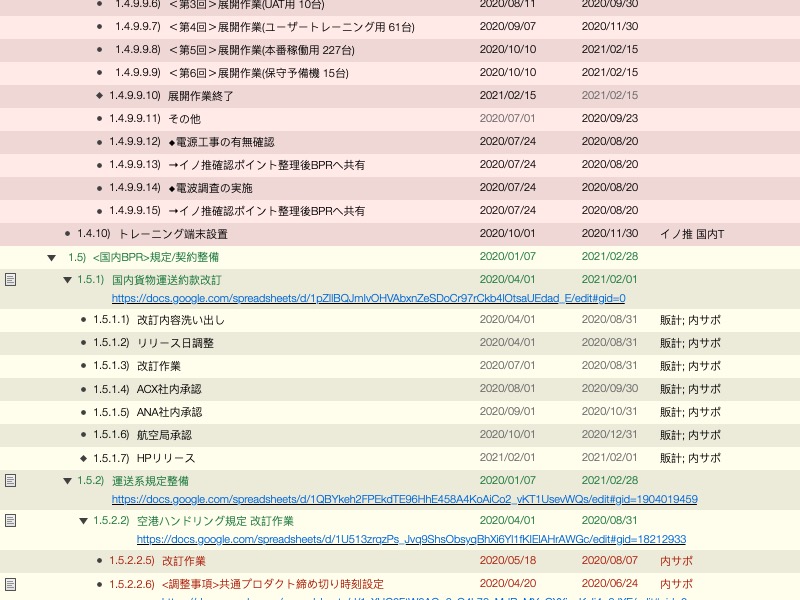 1.4.9.9.6) ＜第3回＞展開作業(UAT用 10台) 2020/08/11 2020/09/30
1.4.9.9.7) ＜第4回＞展開作業(ユーザートレーニング用 61台) 2020/09/07 2020/11/30
1.4.9.9.8) ＜第5回＞展開作業(本番稼働用 227台) 2020/10/10 2021/02/15
1.4.9.9.9) ＜第6回＞展開作業(保守予備機 15台) 2020/10/10 2021/02/15
1.4.9.9.10) 展開作業終了 2021/02/15 2021/02/15
1.4.9.9.11) その他 2020/07/01 2020/09/23
1.4.9.9.12) ◆電源工事の有無確認 2020/07/24 2020/08/20
1.4.9.9.13) →イノ推確認ポイント整理後BPRへ共有 2020/07/24 2020/08/20
1.4.9.9.14) ◆電波調査の実施 2020/07/24 2020/08/20
1.4.9.9.15) →イノ推確認ポイント整理後BPRへ共有 2020/07/24 2020/08/20
1.4.10) トレーニング端末設置 2020/10/01 2020/11/30 イノ推 国内T
1.5) <国内BPR>規定/契約整備 2020/01/07 2021/02/28
1.5.1) 国内貨物運送約款改訂 2020/04/01 2021/02/01
1.5.1.1) 改訂内容洗い出し 2020/04/01 2020/08/31 販計; 内サポ
1.5.1.2) リリース日調整 2020/04/01 2020/08/31 販計; 内サポ
1.5.1.3) 改訂作業 2020/07/01 2020/08/31 販計; 内サポ
1.5.1.4) ACX社内承認 2020/08/01 2020/09/30 販計; 内サポ
1.5.1.5) ANA社内承認 2020/09/01 2020/10/31 販計; 内サポ
1.5.1.6) 航空局承認 2020/10/01 2020/12/31 販計; 内サポ
1.5.1.7) HPリリース 2021/02/01 2021/02/01 販計; 内サポ
1.5.2) 運送系規定整備 2020/01/07 2021/02/28
https://docs.google.com/spreadsheets/d/1QBYkeh2FPEkdTE96HhE458A4KoAiCo2_vKT1UsevWQs/edit#gid=1904019459
1.5.2.2) 空港ハンドリング規定 改訂作業 2020/04/01 2020/08/31
1.5.2.2.5) 改訂作業 2020/05/18 2020/08/07 内サポ
1.5.2.2.6) <調整事項>共通プロダクト締め切り時刻設定 2020/04/20 2020/06/24 内サポ